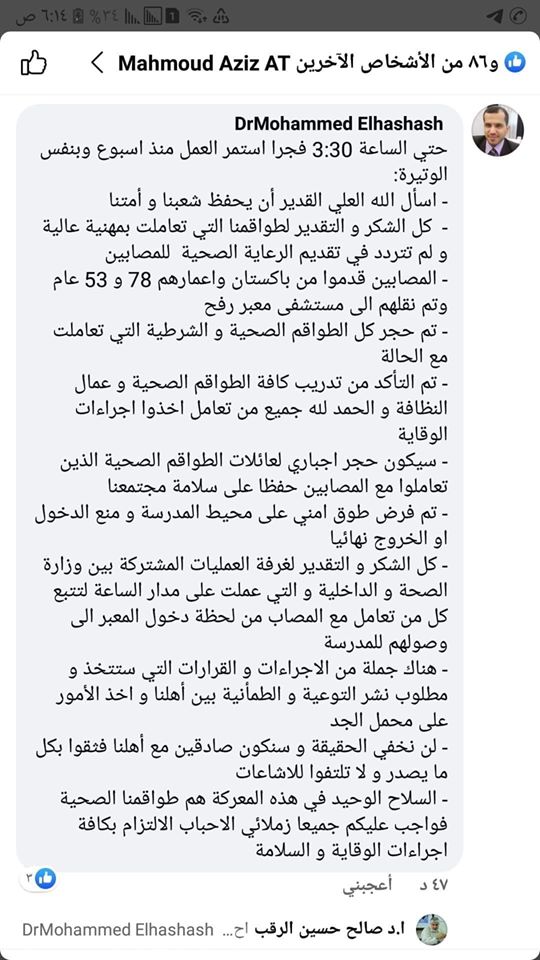 ٦:١٤ ص
٣٤٪
و٨٦ من الأشخاص الآخرين Mahmoud Aziz AT
DrMohammed Elhashash
حتي الساعة 3:30 فجرا استمر العمل منذ اسبوع وبنفس
الوتيرة:
- اسأل الله العلي القدير أن يحفظ شعبنا و أمتنا
- كل الشكر و التقدير لطواقمنا التي تعاملت بمهنية عالية
و لم تتردد في تقديم الرعاية الصحية للمصابين
- المصابين قدموا من باكستان واعمارهم 78 و 53 عام
وتم نقلهم الى مستشفى معبر رفح
- تم حجر كل الطواقم الصحية و الشرطية التي تعاملت
مع الحالة
- تم التأكد من تدريب كافة الطواقم الصحية و عمال
النظافة و الحمد لله جميع من تعامل اخذوا اجراءات
الوقاية
- سيكون حجر اجباري لعائلات الطواقم الصحية الذين
تعاملوا مع المصابين حفظا على سلامة مجتمعنا
- تم فرض طوق امني على محيط المدرسة و منع الدخول
او الخروج نهائيا
- كل الشكر و التقدير لغرفة العمليات المشتركة بين وزارة
الصحة و الداخلية و التي عملت على مدار الساعة لتتبع
كل من تعامل مع المصاب من لحظة دخول المعبر الى
وصولهم للمدرسة
- هناك جملة من الاجراءات و القرارات التي ستتخذ و
مطلوب نشر التوعية و الطمأنية بين أهلنا و اخذ الأمور
على محمل الجد
- لن نخفي الحقيقة و سنكون صادقين مع أهلنا فثقوا بكل
ما يصدر و لا تلتفوا للاشاعات
- السلاح الوحيد في هذه المعركة هم طواقمنا الصحية
فواجب عليكم جميعا زملائي الاحباب الالتزام بكافة
اجراءات الوقاية و السلامة
٣
٤٧ د أعجبني
ا.د صالح حسين الرقب DrMohammed Elhashash اح...